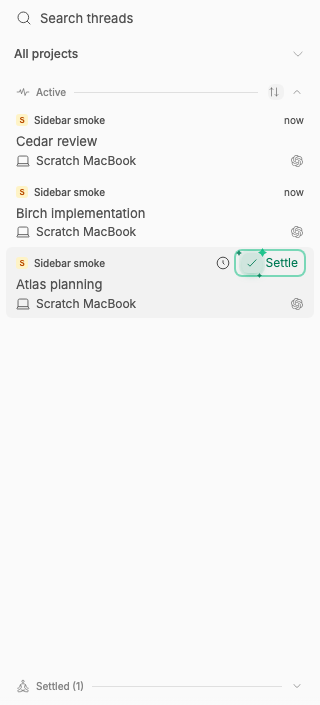 Search threads
All projects
Active
S Sidebar smoke now
Cedar review
Scratch MacBook
S Sidebar smoke now
Birch implementation
Scratch MacBook
S Sidebar smoke Settle
Atlas planning
Scratch MacBook
Settled (1)